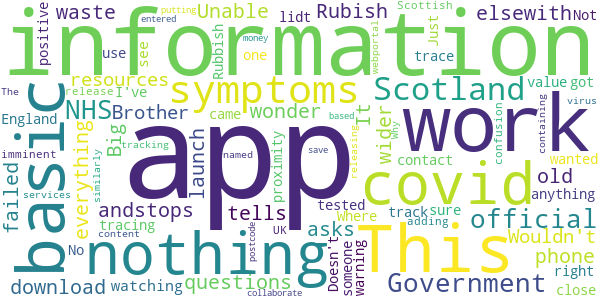 information
app
work
This
nothing
basic
covid
symptoms
Scotland
Government
official
NHS
everything
resources
waste
positive
Unable
Rubish
Rubbish
lidt
elsewith
Not
Just
see
use
trace
one
value
got
entered
putting
Scottish
money
webportal
The
release
I've
Brother
came
wonder
It
wider
virus
containing
England
Big
tracking
named
save
based
releasing
Why
contact
confusion
wanted
imminent
similarly
launch
proximity
old
services
failed
andstops
tells
tested
Where
track
sure
adding
anything
tracing
asks
UK
Doesn't
someone
warning
Wouldn't
No
content
postcode
phone
right
download
watching
questions
collaborate
close